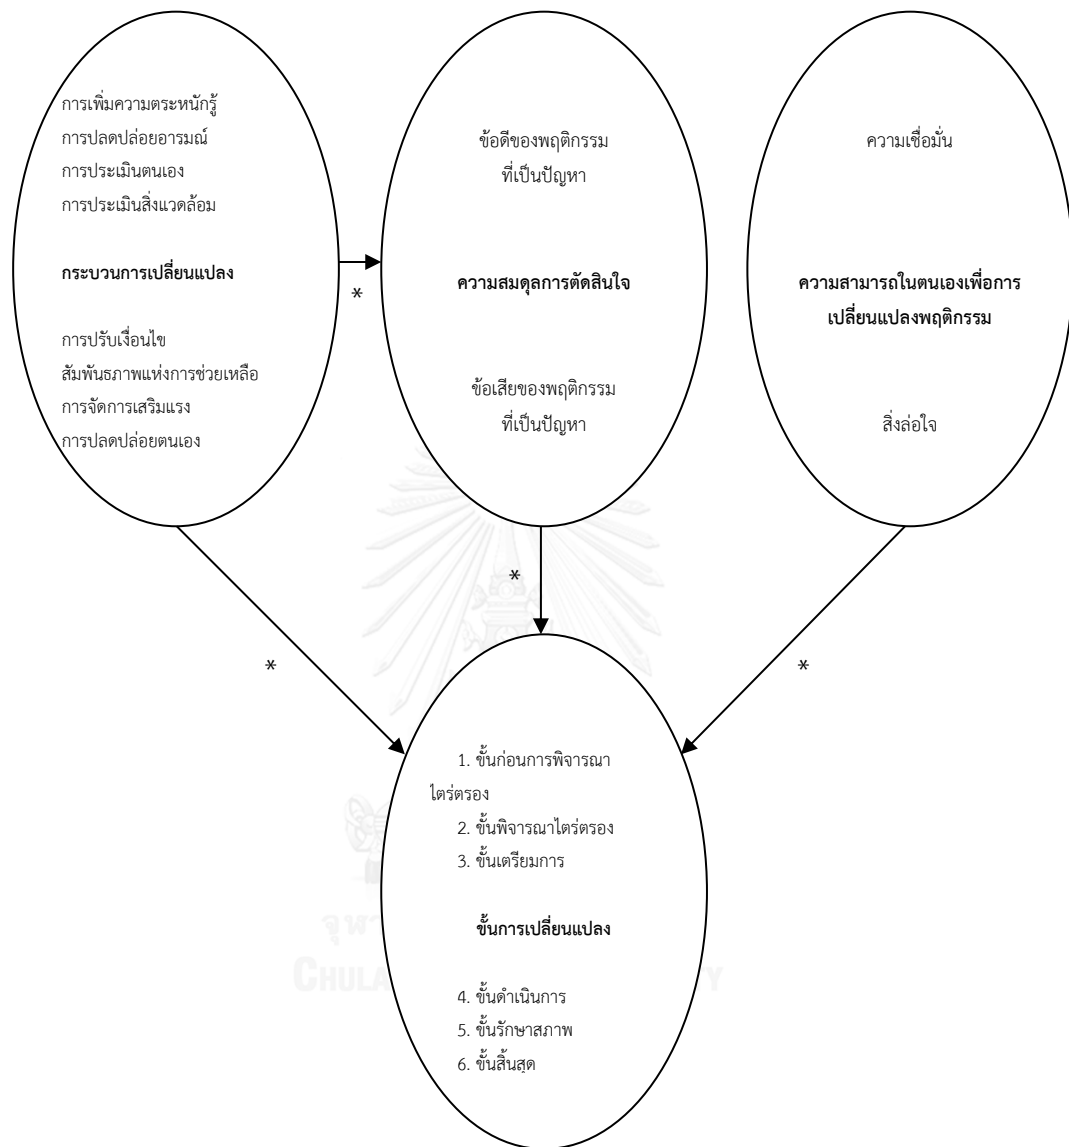 การเพิ่มความตระหนักรู้
การปลดปล่อยอารมณ์
การประเมินตนเอง
การประเมินสิ่งแวดล้อม
กระบวนการเปลี่ยนแปลง
การปรับเงื่อนไข
สัมพันธภาพแห่งการช่วยเหลือ
การจัดการเสริมแรง
การปลดปล่อยตนเอง
*
ข้อดีของพฤติกรรม
ที่เป็นปัญหา
ความสมดุลการตัดสินใจ
ข้อเสียของพฤติกรรม
ที่เป็นปัญหา
ความเชื่อมั่น
ความสามารถในตนเองเพื่อการ
เปลี่ยนแปลงพฤติกรรม
สิ่งล่อใจ
*
*
*
1. ขั้นก่อนการพิจารณา
ไตร่ตรอง
2. ขั้นพิจารณาไตร่ตรอง
3. ขั้นเตรียมการ
ขั้นการเปลี่ยนแปลง
4. ขั้นดำเนินการ
5. ขั้นรักษาสภาพ
6. ขั้นสิ้นสุด